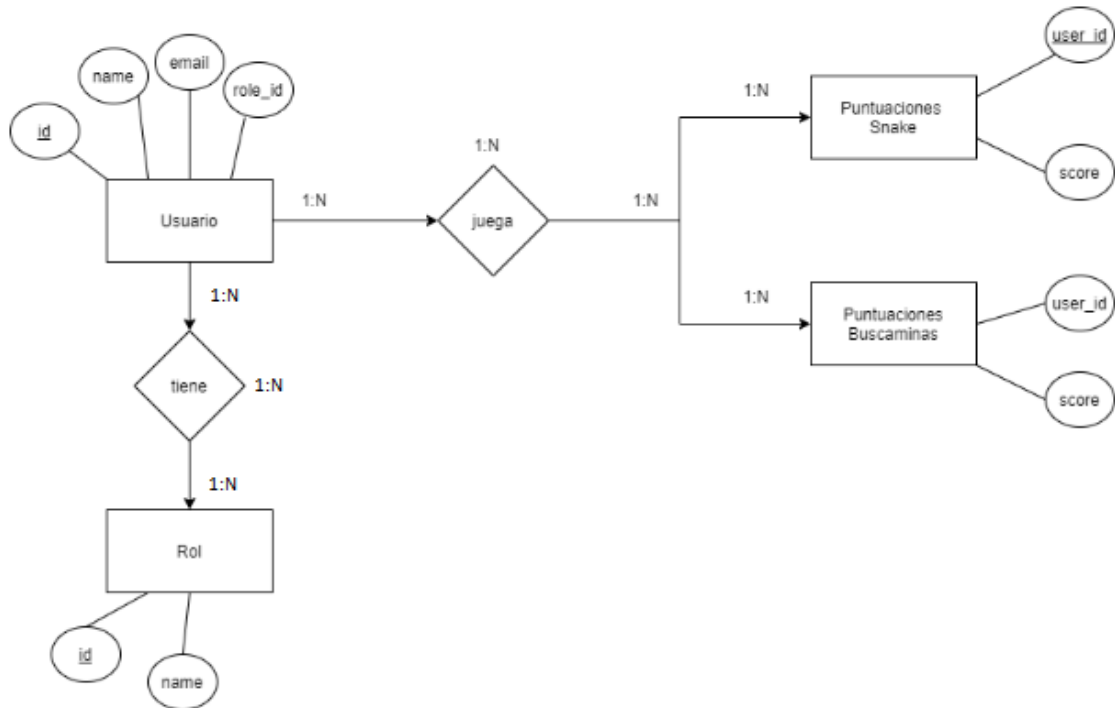 user_id
email
name
role_id
1:N
1:N
Puntuaciones
Snake
id
1:N
score
1:N
1:N
Usuario
juega
user_id
1:N
1:N
Puntuaciones
Buscaminas
tiene
1:N
score
1:N
Rol
id
name